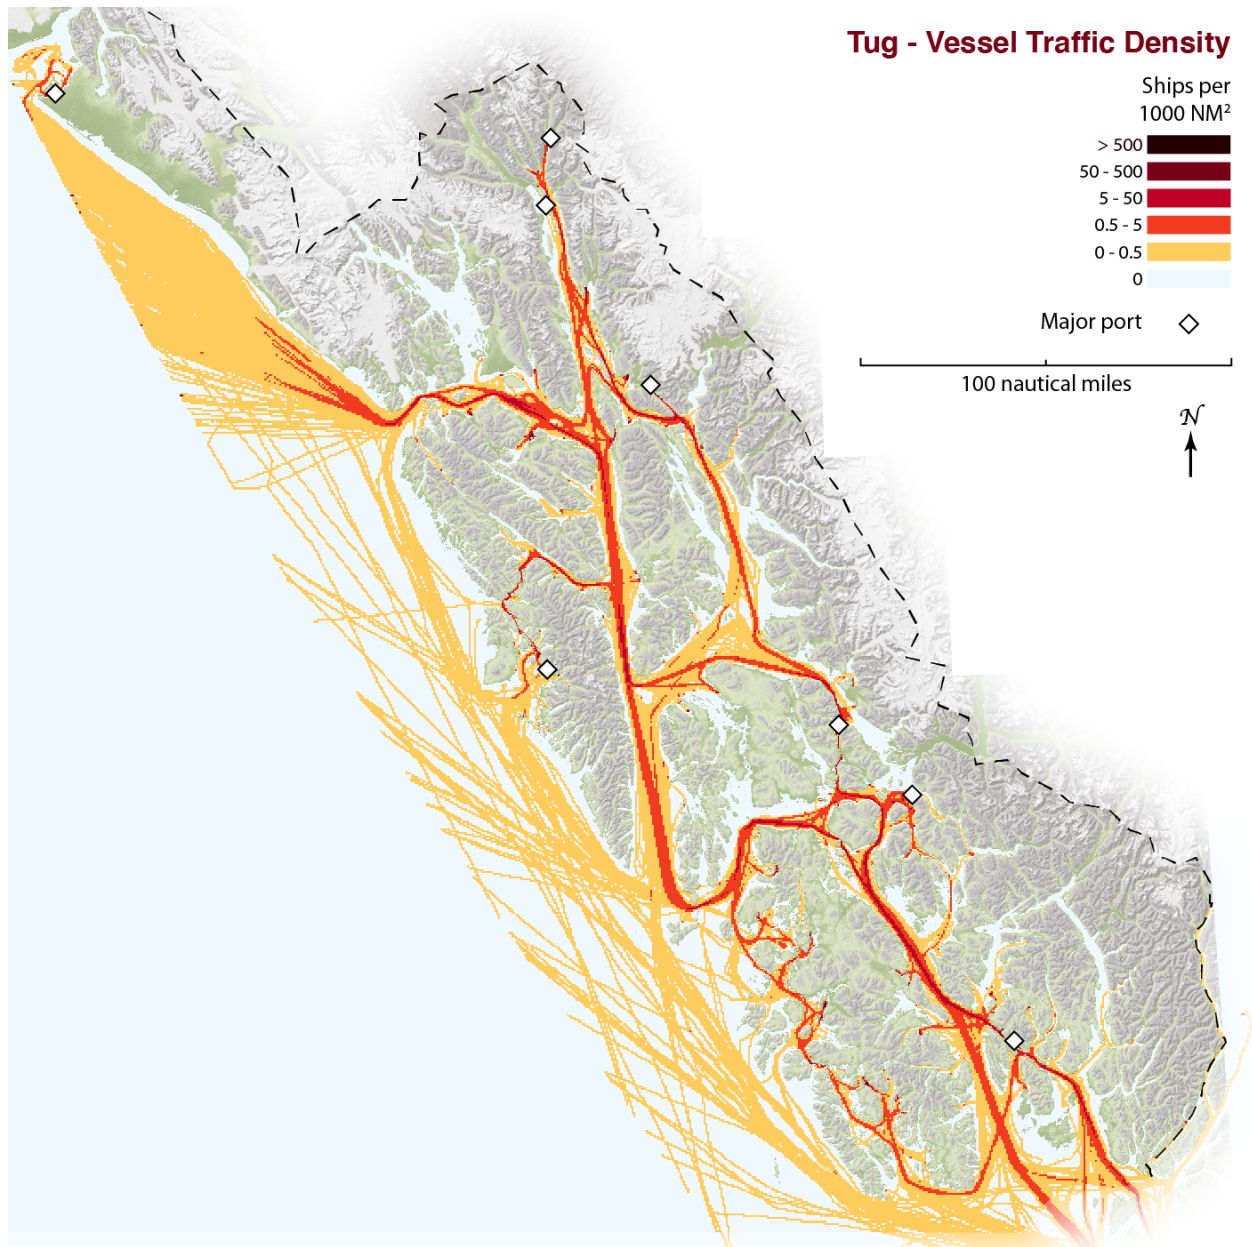 Tug - Vessel Traffic Density
Ships per
1000 NM²
> 500
50 - 500
5 - 50
0.5 - 5
0 - 0.5
0
Major port
100 nautical miles
N